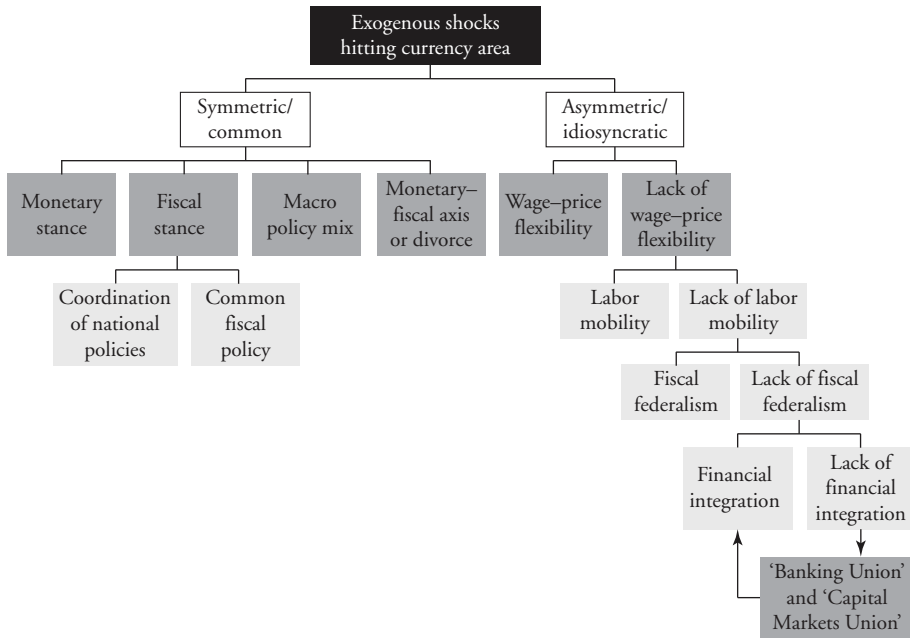 Exogenous shocks
hitting currency area
Symmetric/
common
Asymmetric/
idiosyncratic
Monetary
stance
Fiscal
stance
Macro
policy mix
Monetary–
fiscal axis
or divorce
Wage–price
flexibility
Lack of
wage–price
flexibility
Coordination
of national
policies
Common
fiscal
policy
Labor
mobility
Lack of labor
mobility
Fiscal
federalism
Lack of fiscal
federalism
Financial
integration
Lack of
financial
integration
‘Banking Union’
and ‘Capital
Markets Union’